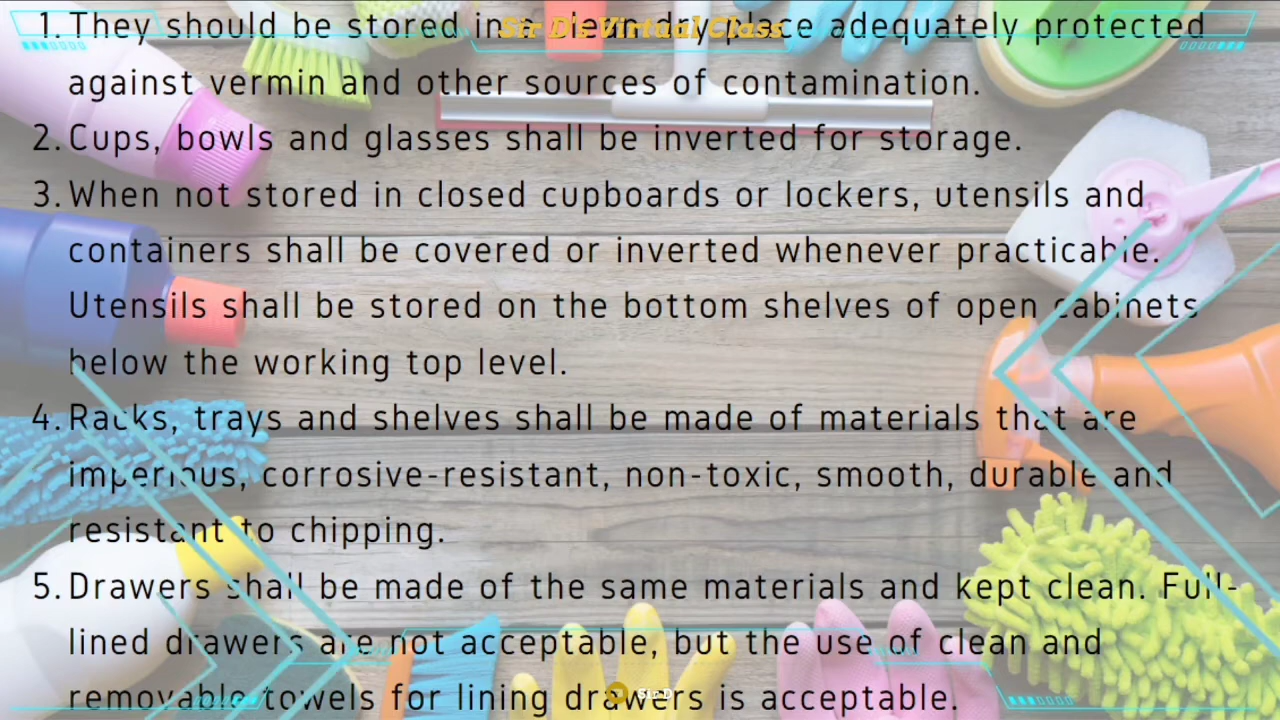 Sir D's Virtual Class
1. They should be stored in a clean dry place adequately protected
against vermin and other sources of contamination.
2. Cups, bowls and glasses shall be inverted for storage.
3. When not stored in closed cupboards or lockers, utensils and
containers shall be covered or inverted whenever practicable.
Utensils shall be stored on the bottom shelves of open cabinets
below the working top level.
4. Racks, trays and shelves shall be made of materials that are
imperious, corrosive-resistant, non-toxic, smooth, durable and
resistant to chipping.
5. Drawers shall be made of the same materials and kept clean. Full-
lined drawers are not acceptable, but the use of clean and
removable towels for lining drawers is acceptable.
Sir D